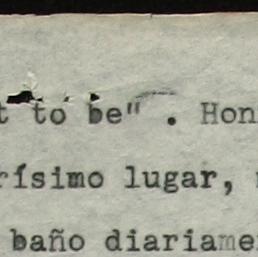 t to be" . Hon
rísimo lugar,
baño diariame